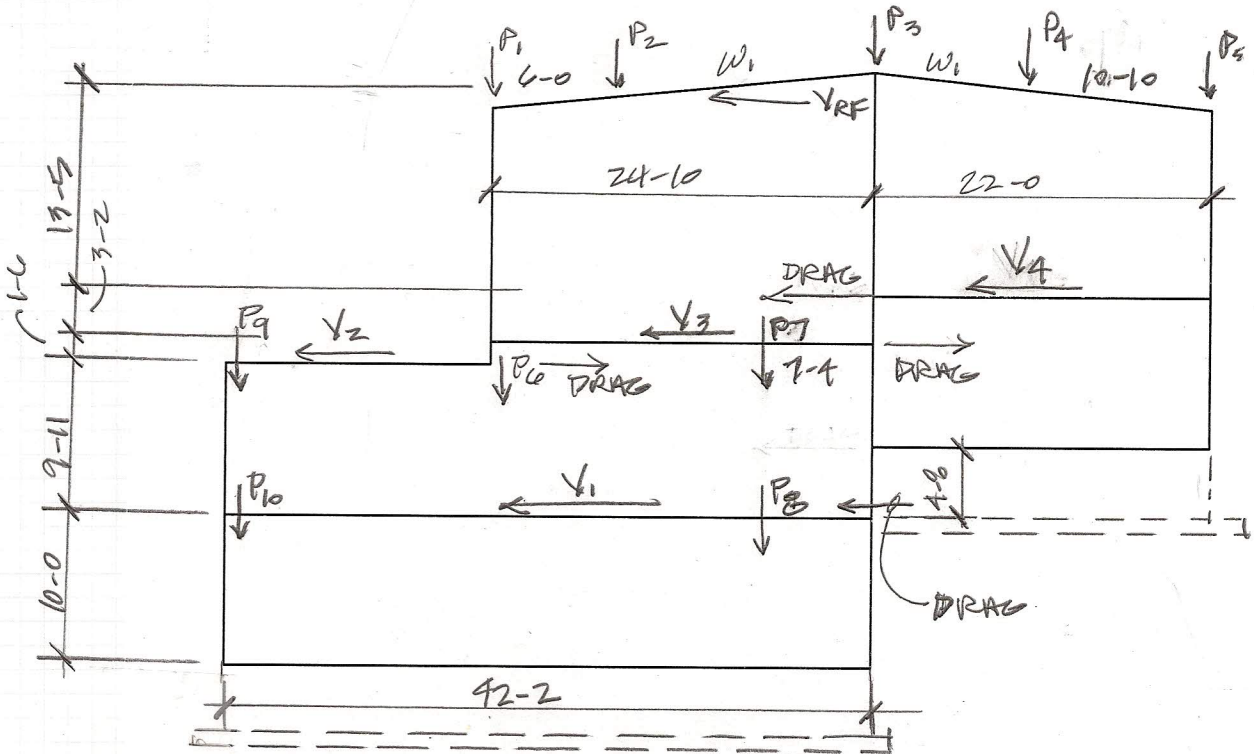 P1
6-0
P2
W1
P3
W1
P4
10-10
P5
VRF
24-10
22-0
13-5
3-2
1-6
DRAG
V4
P9
V2
V3
P7
7-4
DRAG
P6
DRAG
9-11
P10
V1
P8
4-8
10-0
DRAG
42-2